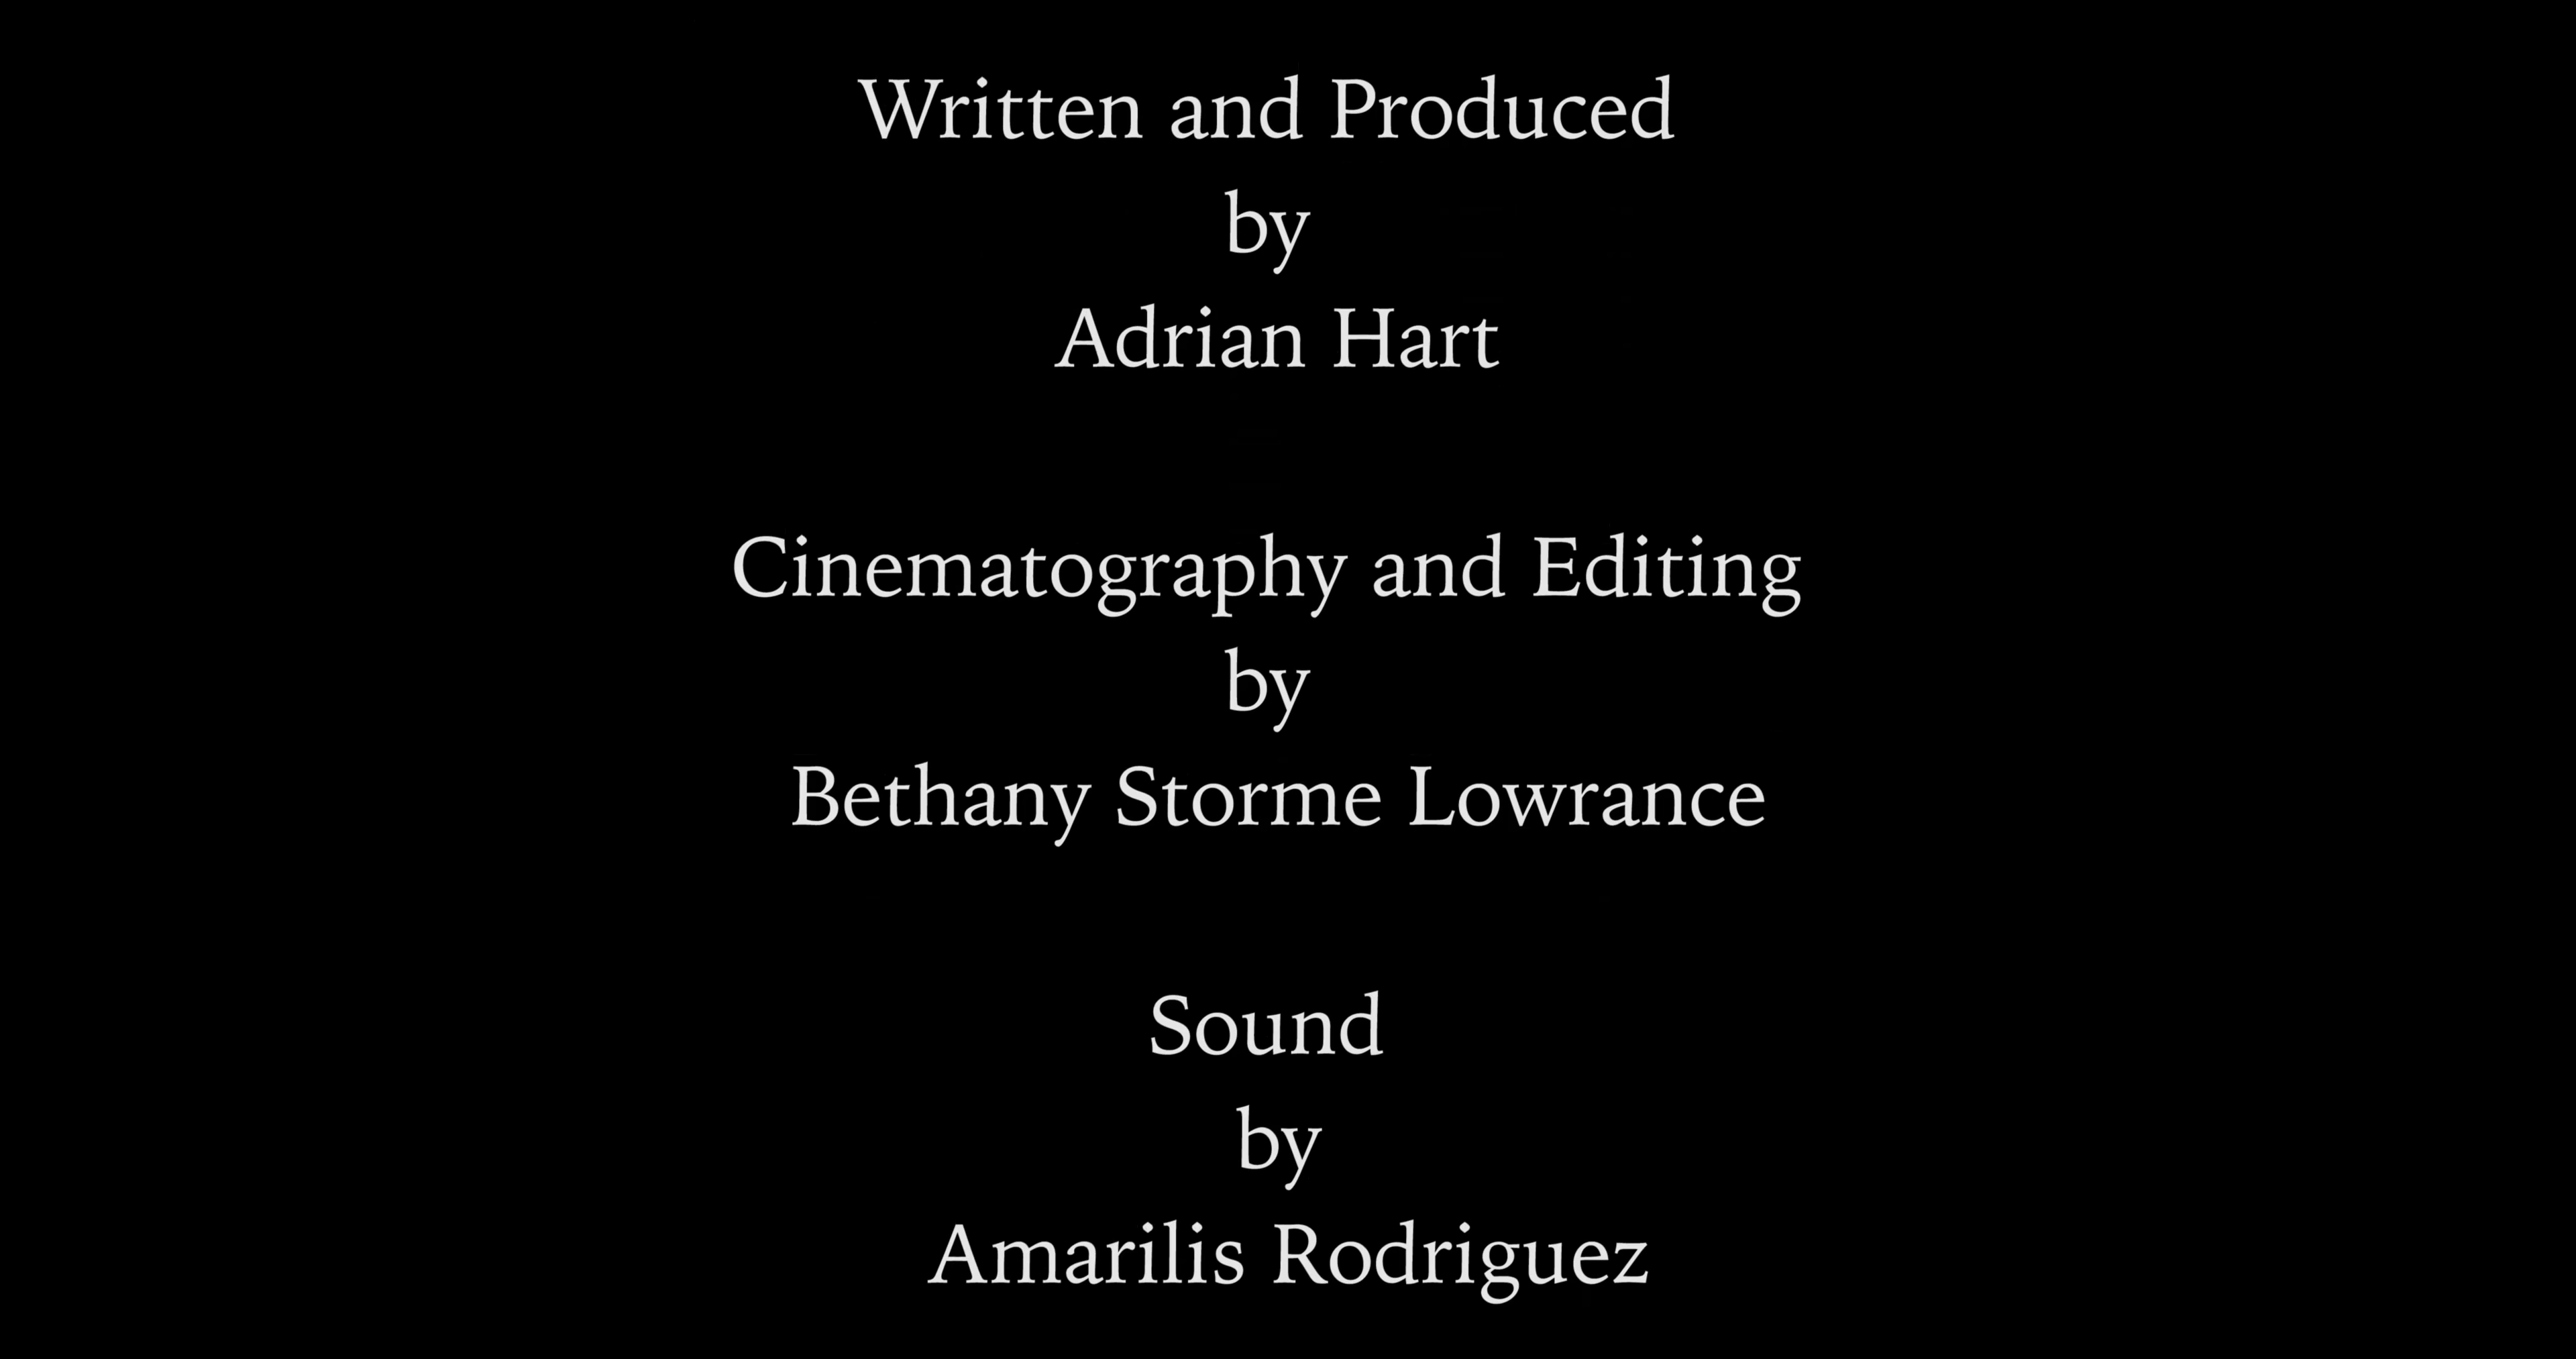 Written and Produced
by
Adrian Hart
Cinematography and Editing
by
Bethany Storme Lowrance
Sound
by
Amarilis Rodriguez